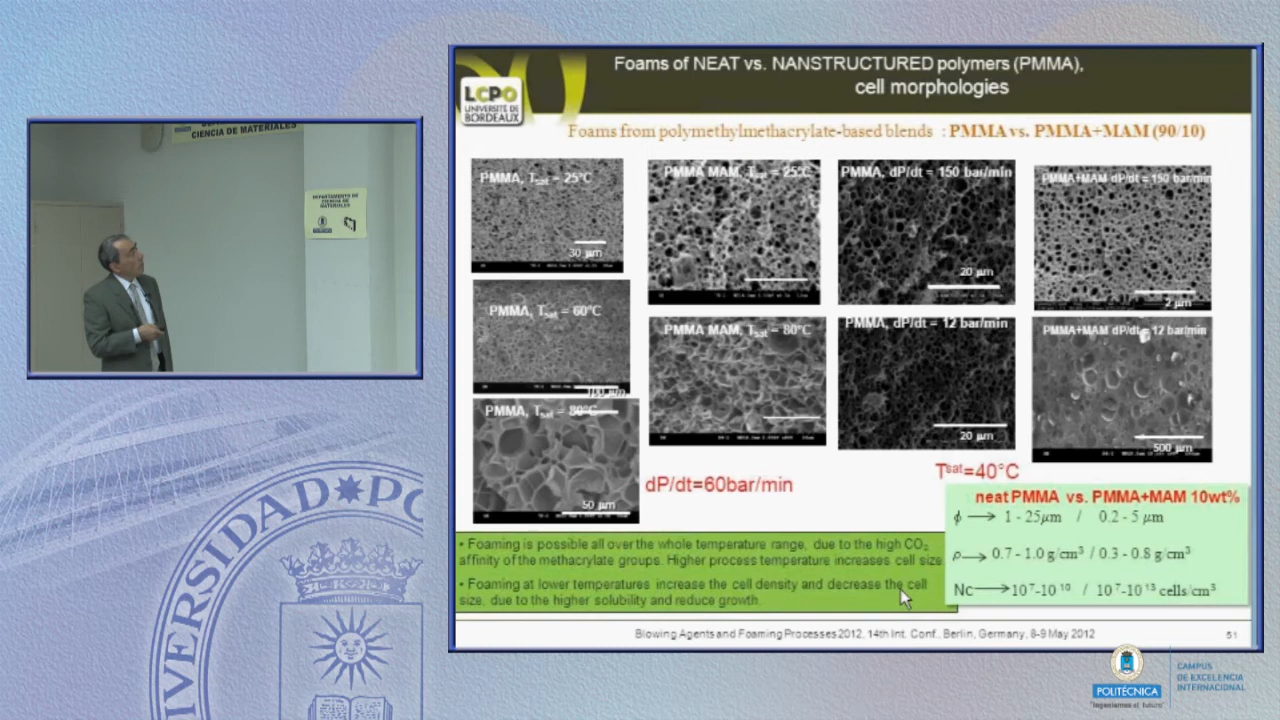 CIENCIA DE MATERIALES
DEPARTAMENTO DE
CIENCIA DE
MATERIALES
LCPO
UNIVERSITÉ DE
BORDEAUX
Foams of NEAT vs. NANSTRUCTURED polymers (PMMA),
cell morphologies
Foams from polymethylmethacrylate-based blends : PMMA vs. PMMA+MAM (90/10)
PMMA, Tsat = 25°C
30 µm
PMMA MAM, Tsat = 25°C
PMMA, dP/dt = 150 bar/min
20 µm
PMMA+MAM dP/dt = 150 bar/min
2 µm
PMMA, Tsat = 60°C
100 µm
PMMA MAM, Tsat = 80°C
PMMA, dP/dt = 12 bar/min
20 µm
PMMA+MAM dP/dt = 12 bar/min
500 µm
PMMA, Tsat = 80°C
50 µm
dP/dt=60bar/min
Tsat=40°C
neat PMMA vs. PMMA+MAM 10wt%
ϕ → 1 - 25µm / 0.2 - 5 µm
ρ → 0.7 - 1.0 g/cm³ / 0.3 - 0.8 g/cm³
Nc → 10⁷-10¹⁰ / 10⁷-10¹³ cells/cm³
• Foaming is possible all over the whole temperature range, due to the high CO₂
affinity of the methacrylate groups. Higher process temperature increases cell size
• Foaming at lower temperatures increase the cell density and decrease the cell
size, due to the higher solubility and reduce growth
Blowing Agents and Foaming Processes 2012, 14th Int. Conf., Berlin, Germany, 8-9 May 2012
51
UNIVERSIDAD PO
POLITÉCNICA
"Ingeniamos el futuro"
CAMPUS
DE EXCELENCIA
INTERNACIONAL